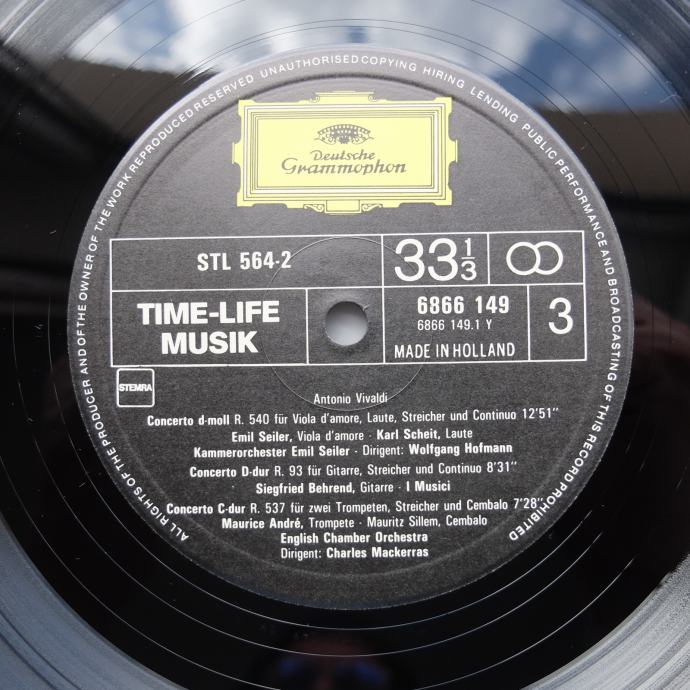 ALL RIGHTS OF THE PRODUCER AND OF THE OWNER OF THE WORK REPRODUCED RESERVED UNAUTHORISED COPYING HIRING LENDING PUBLIC PERFORMANCE AND BROADCASTING OF THIS RECORD PROHIBITED
Deutsche
Grammophon
STL 564-2
33 1/3
TIME-LIFE
MUSIK
6866 149
6866 149.1 Y
MADE IN HOLLAND
3
STEMRA
Antonio Vivaldi
Concerto d-moll R. 540 für Viola d'amore, Laute, Streicher und Continuo 12'51"
Emil Seiler, Viola d'amore · Karl Scheit, Laute
Kammerorchester Emil Seiler · Dirigent: Wolfgang Hofmann
Concerto D-dur R. 93 für Gitarre, Streicher und Continuo 8'31"
Siegfried Behrend, Gitarre · I Musici
Concerto C-dur R. 537 für zwei Trompeten, Streicher und Cembalo 7'28"
Maurice André, Trompete · Mauritz Sillem, Cembalo
English Chamber Orchestra
Dirigent: Charles Mackerras